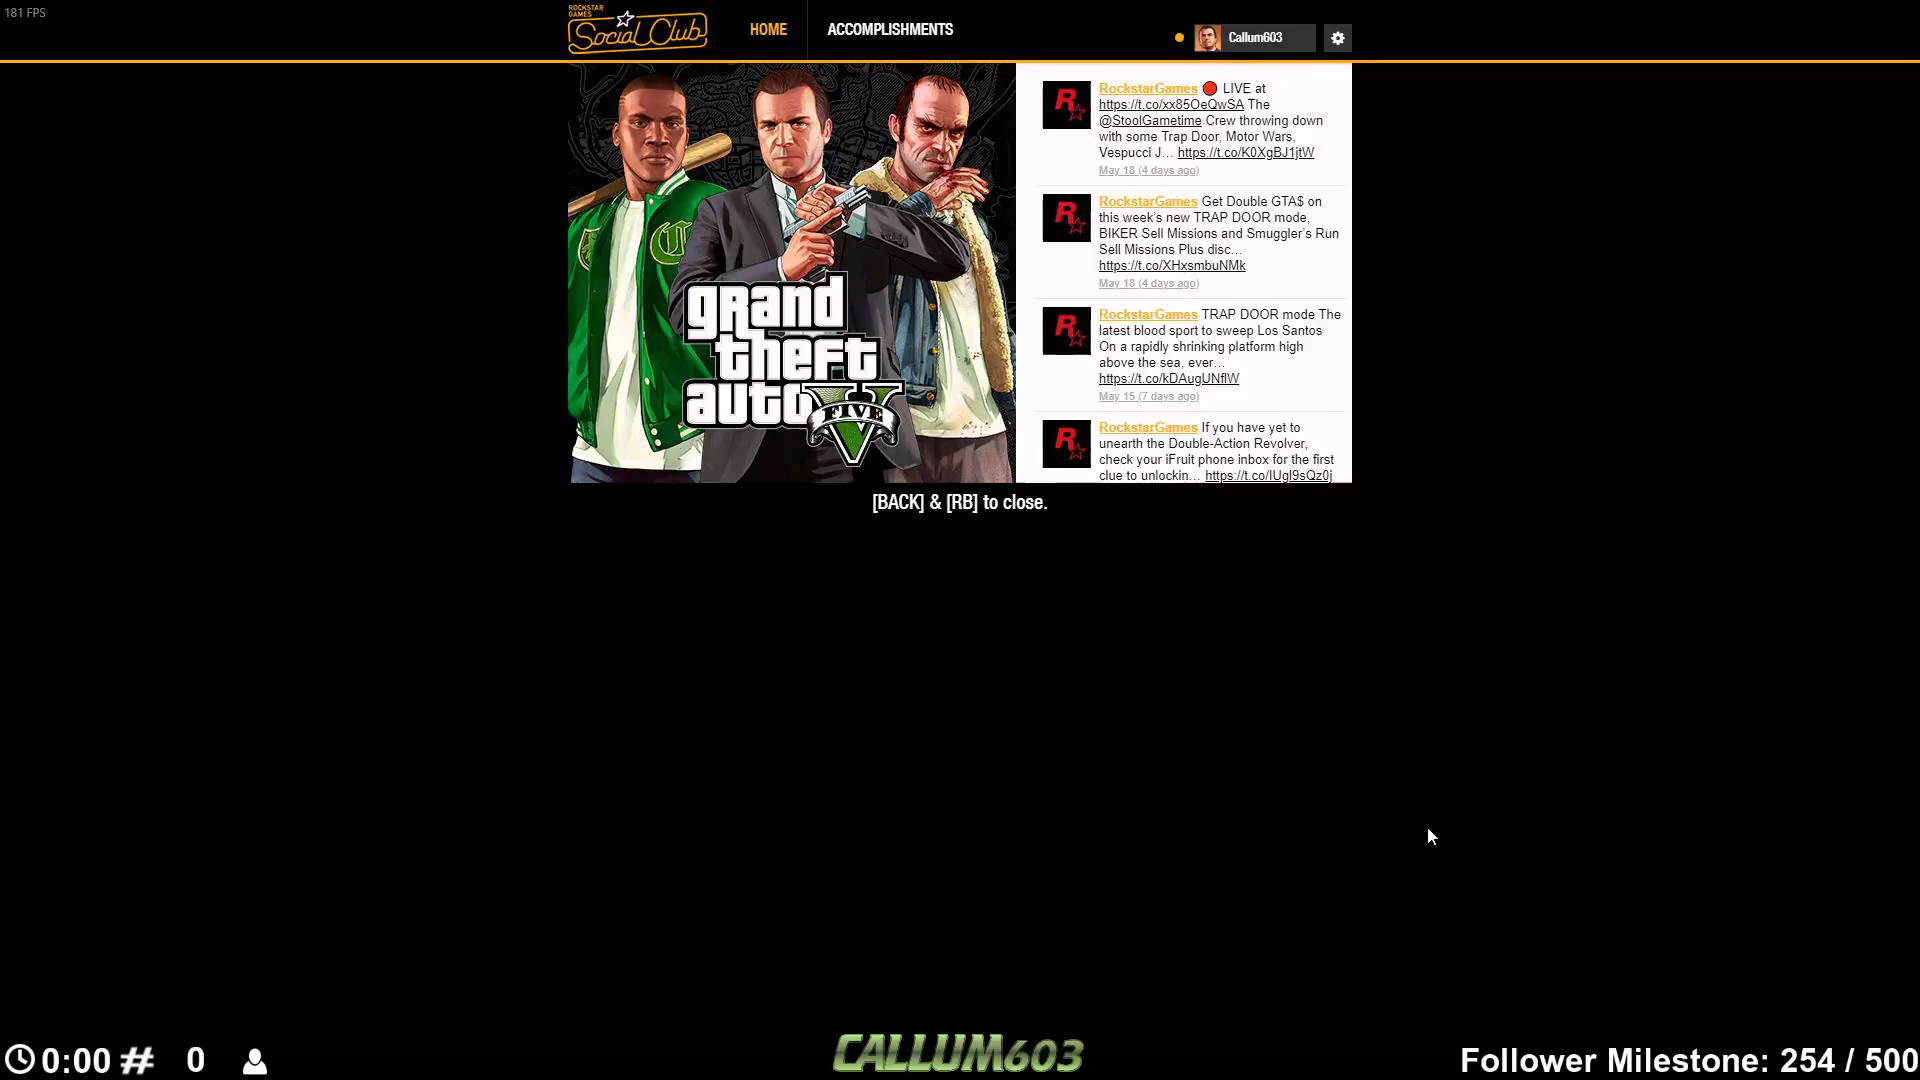 181 FPS
ROCKSTAR
GAMES
Social Club
HOME
ACCOMPLISHMENTS
Callum603
grand
theft
auto
FIVE
RockstarGames 🔴 LIVE at
https://t.co/xx85OeQwSA The
@StoolGametime Crew throwing down
with some Trap Door, Motor Wars,
Vespucci J… https://t.co/K0XgBJ1jtW
May 18 (4 days ago)
RockstarGames Get Double GTA$ on
this week's new TRAP DOOR mode,
BIKER Sell Missions and Smuggler's Run
Sell Missions Plus disc…
https://t.co/XHxsmbuNMk
May 18 (4 days ago)
RockstarGames TRAP DOOR mode The
latest blood sport to sweep Los Santos
On a rapidly shrinking platform high
above the sea, ever…
https://t.co/kDAugUNflW
May 15 (7 days ago)
RockstarGames If you have yet to
unearth the Double-Action Revolver,
check your iFruit phone inbox for the first
clue to unlockin… https://t.co/lUgl9sQz0j
[BACK] & [RB] to close.
0:00 # 0
CALLUM603
Follower Milestone: 254 / 500